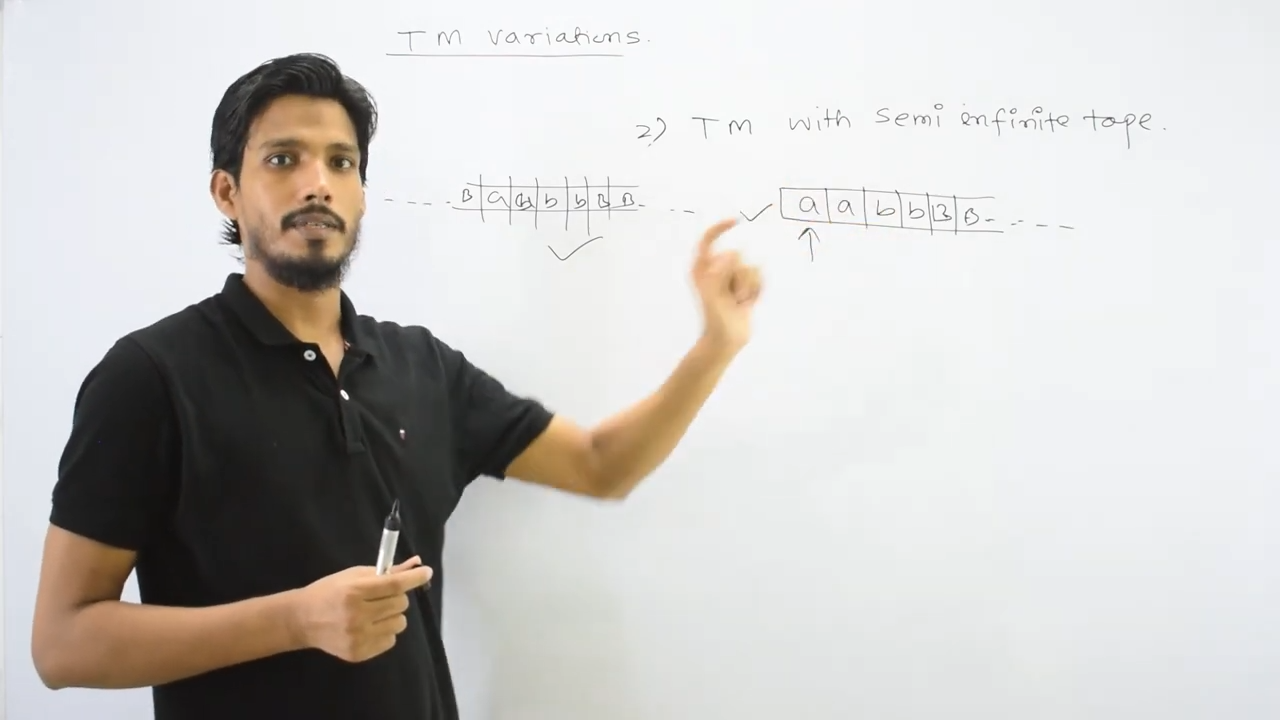 TM variations.
2) TM with Semi infinite tape.
- - - - B a a b b B B - - -
a a b b B B - - - - -